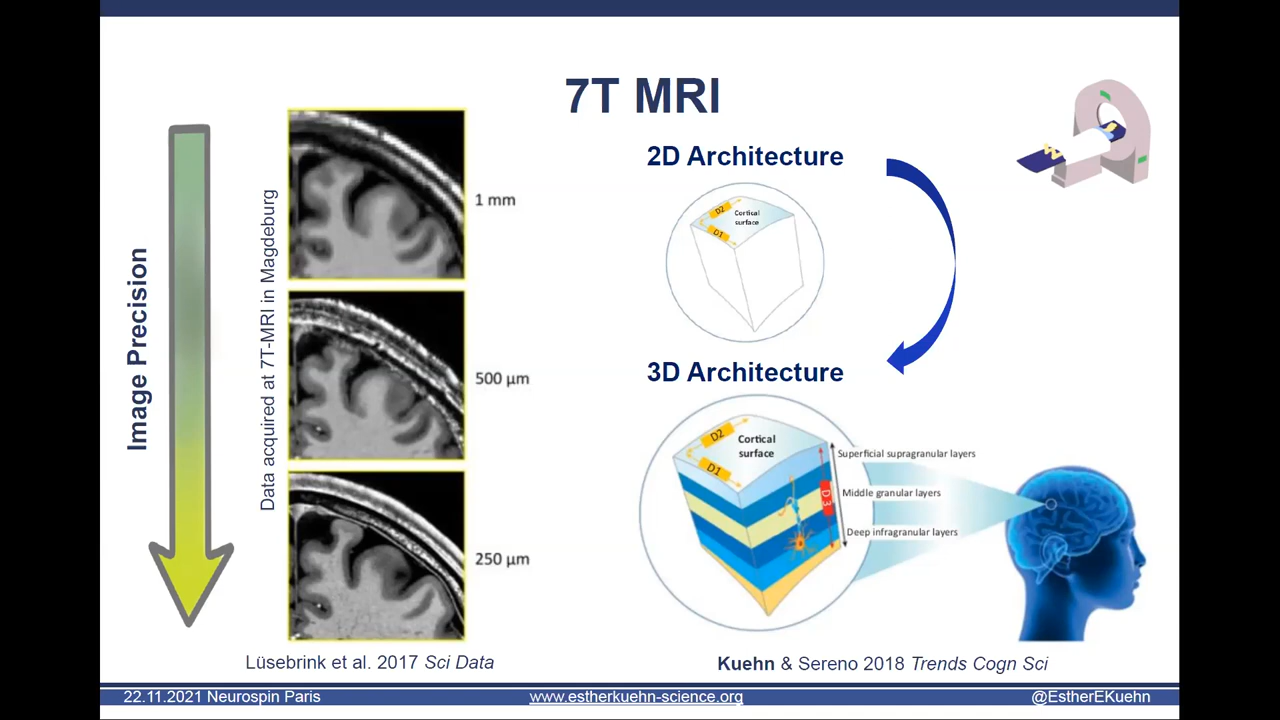 7T MRI
Image Precision
Data acquired at 7T-MRI in Magdeburg
1 mm
500 µm
250 µm
Lüsebrink et al. 2017 Sci Data
2D Architecture
D2
Cortical
surface
D1
3D Architecture
D2
Cortical
surface
D1
D3
Superficial supragranular layers
Middle granular layers
Deep infragranular layers
Kuehn & Sereno 2018 Trends Cogn Sci
22.11.2021 Neurospin Paris
www.estherkuehn-science.org
@EstherEKuehn